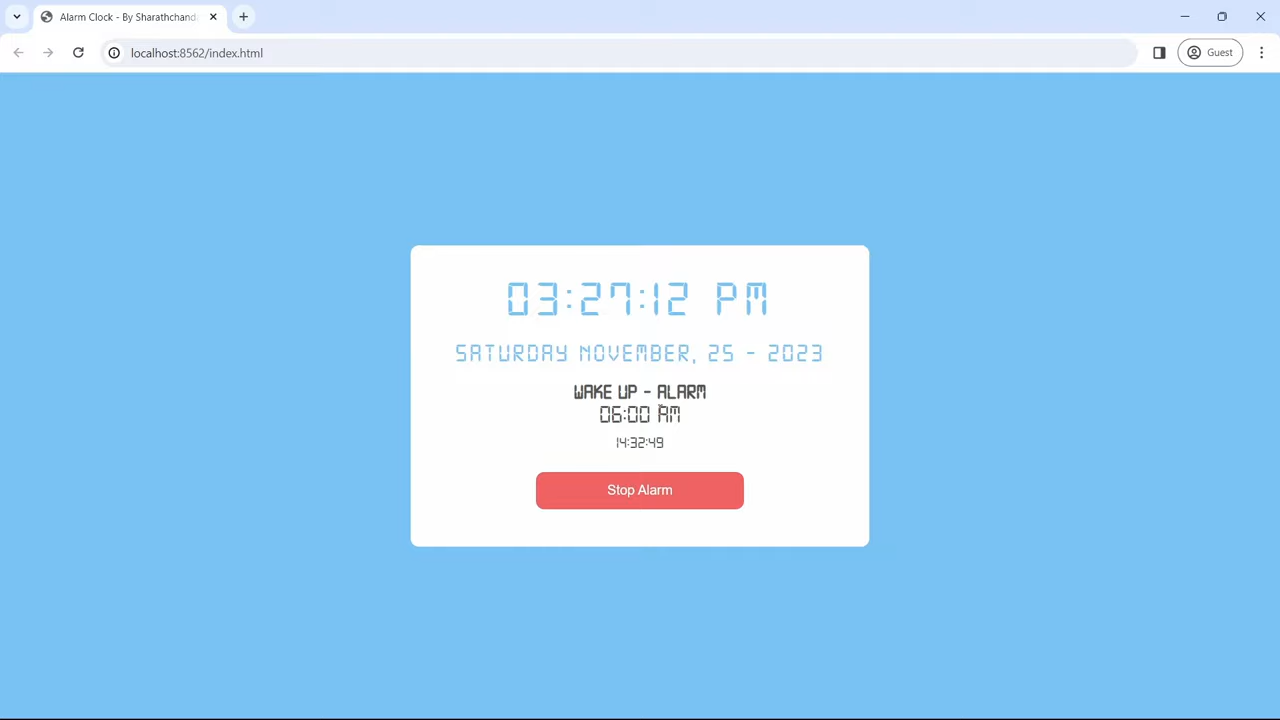 Alarm Clock - By Sharathchand
localhost:8562/index.html
Guest
03:27:12 PM
SATURDAY NOVEMBER, 25 - 2023
WAKE UP - ALARM
06:00 AM
14:32:49
Stop Alarm